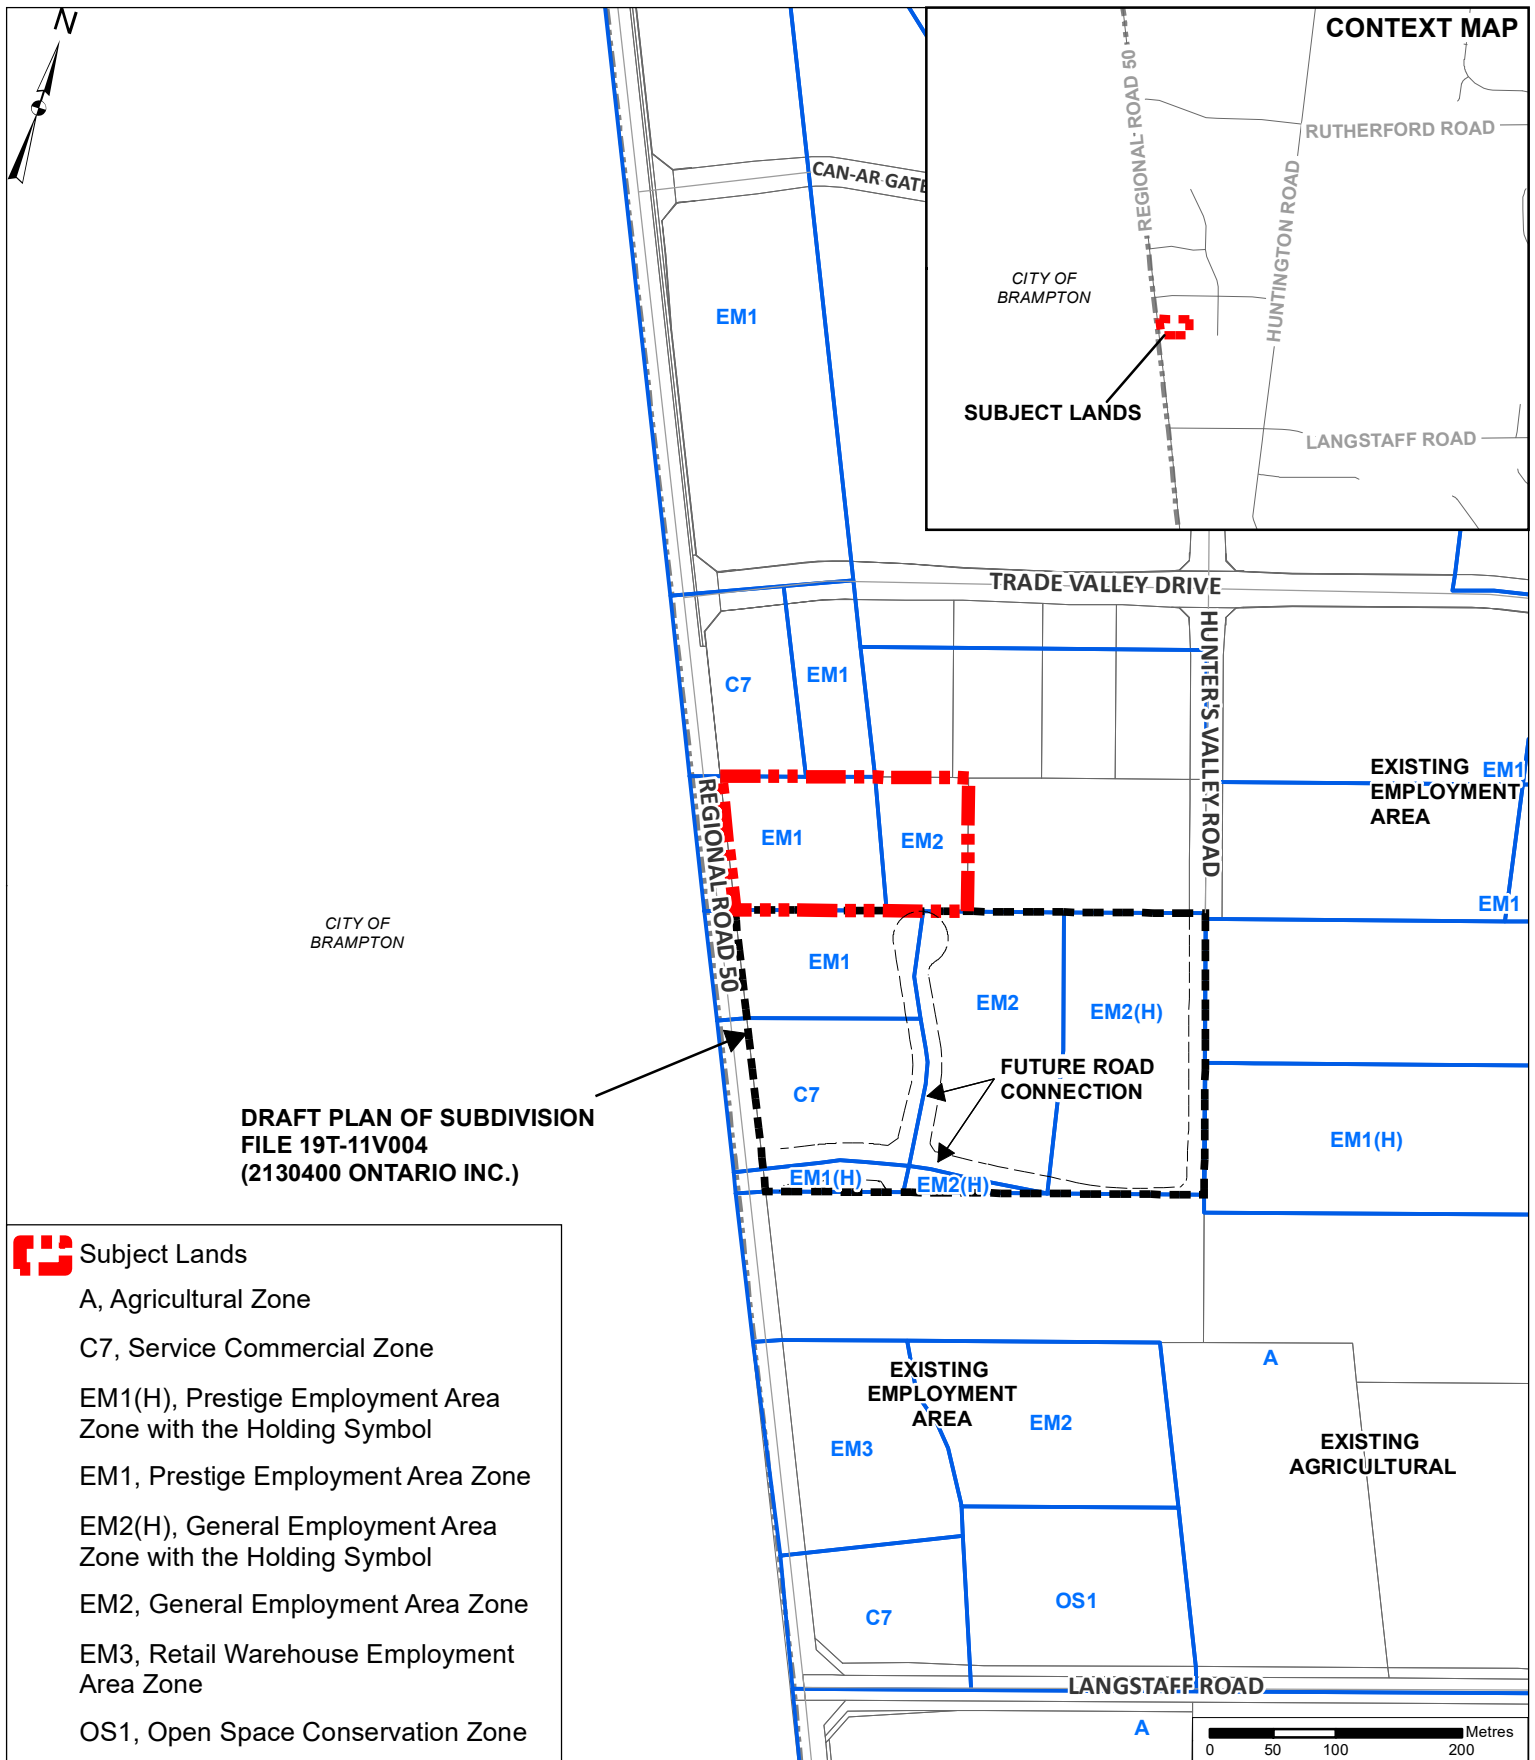 N
CONTEXT MAP
REGIONAL ROAD 50
RUTHERFORD ROAD
HUNTINGTON ROAD
CITY OF
BRAMPTON
SUBJECT LANDS
LANGSTAFF ROAD
CAN-AR GATE
EM1
TRADE VALLEY DRIVE
HUNTER'S VALLEY ROAD
C7
EM1
EXISTING
EMPLOYMENT
AREA
EM1
REGIONAL ROAD 50
EM1
EM2
EM1
CITY OF
BRAMPTON
EM1
EM2
EM2(H)
FUTURE ROAD
CONNECTION
C7
DRAFT PLAN OF SUBDIVISION
FILE 19T-11V004
(2130400 ONTARIO INC.)
EM1(H)
EM1(H)
EM2(H)
Subject Lands
A, Agricultural Zone
C7, Service Commercial Zone
EM1(H), Prestige Employment Area
Zone with the Holding Symbol
EM1, Prestige Employment Area Zone
EM2(H), General Employment Area
Zone with the Holding Symbol
EM2, General Employment Area Zone
EM3, Retail Warehouse Employment
Area Zone
OS1, Open Space Conservation Zone
EXISTING
EMPLOYMENT
AREA
A
EM2
EM3
EXISTING
AGRICULTURAL
C7
OS1
LANGSTAFF ROAD
A
Metres
0 50 100 200